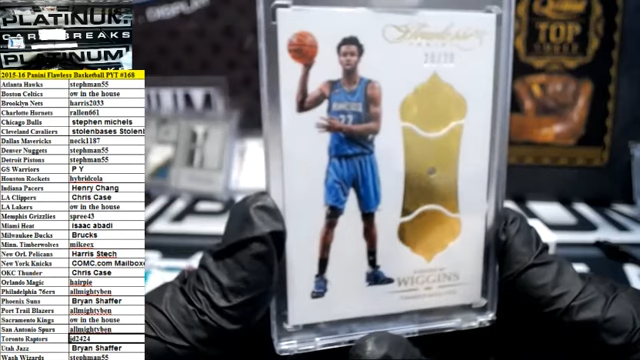 PLATINUM
CARD BREAKS
PLATINUM
2015-16 Panini Flawless Basketball PYT #168
Atlanta Hawks stephman55
Boston Celtics ow in the house
Brooklyn Nets harris2033
Charlotte Hornets rallen661
Chicago Bulls stephen michels
Cleveland Cavaliers stolenbases Stolenl
Dallas Mavericks neck1187
Denver Nuggets stephman55
Detroit Pistons stephman55
GS Warriors P Y
Houston Rockets hybridcola
Indiana Pacers Henry Chang
LA Clippers Chris Case
LA Lakers ow in the house
Memphis Grizzlies spree43
Miami Heat isaac abadi
Milwaukee Bucks Brucks
Minn. Timberwolves mikeex
New Orl. Pelicans Harris Stech
New York Knicks COMC.com Mailbox
OKC Thunder Chris Case
Orlando Magic hairpie
Philadelphia 76ers allmightyben
Phoenix Suns Bryan Shaffer
Port Trail Blazers allmightyben
Sacramento Kings ow in the house
San Antonio Spurs allmightyben
Toronto Raptors jd2424
Utah Jazz Bryan Shaffer
Wash Wizards stephman55
Flawless
20/20
22
WIGGINS
TOP